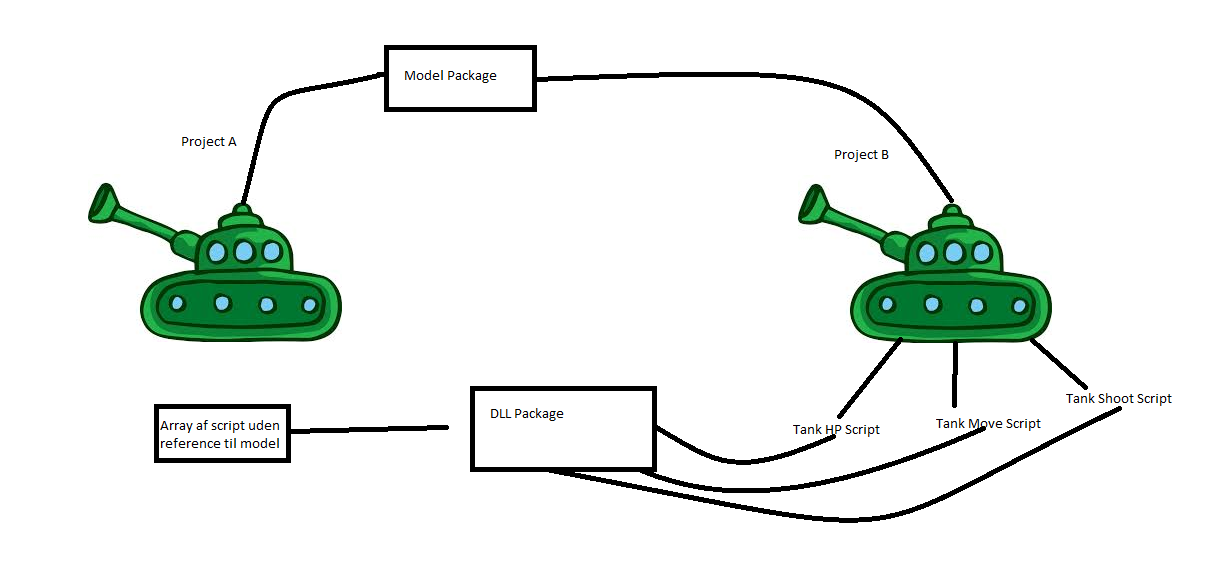 Model Package
Project A
Project B
Array af script uden
reference til model
DLL Package
Tank HP Script
Tank Move Script
Tank Shoot Script